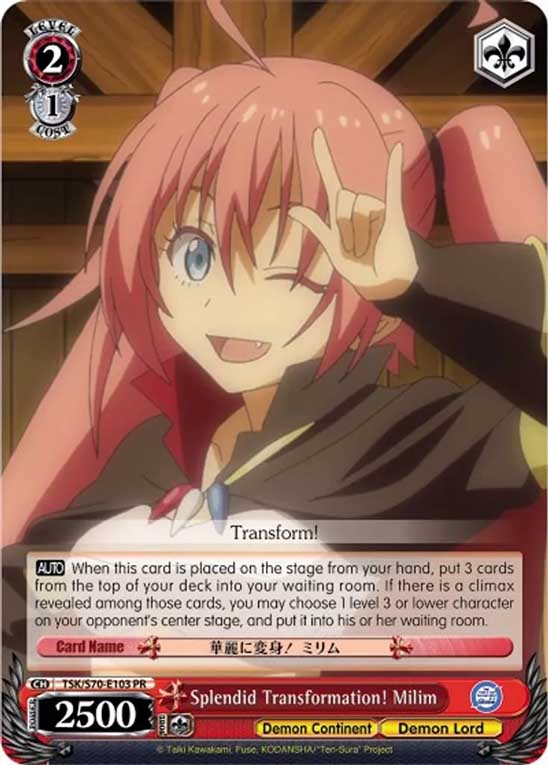 LEVEL
2
1
COST
Transform!
AUTO When this card is placed on the stage from your hand, put 3 cards
from the top of your deck into your waiting room. If there is a climax
revealed among those cards, you may choose 1 level 3 or lower character
on your opponent's center stage, and put it into his or her waiting room.
Card Name 華麗に変身! ミリム
CH TSK/S70-E103 PR
Splendid Transformation! Milim
POWER 2500
Demon Continent Demon Lord
© Taiki Kawakami, Fuse, KODANSHA/"Ten-Sura" Project